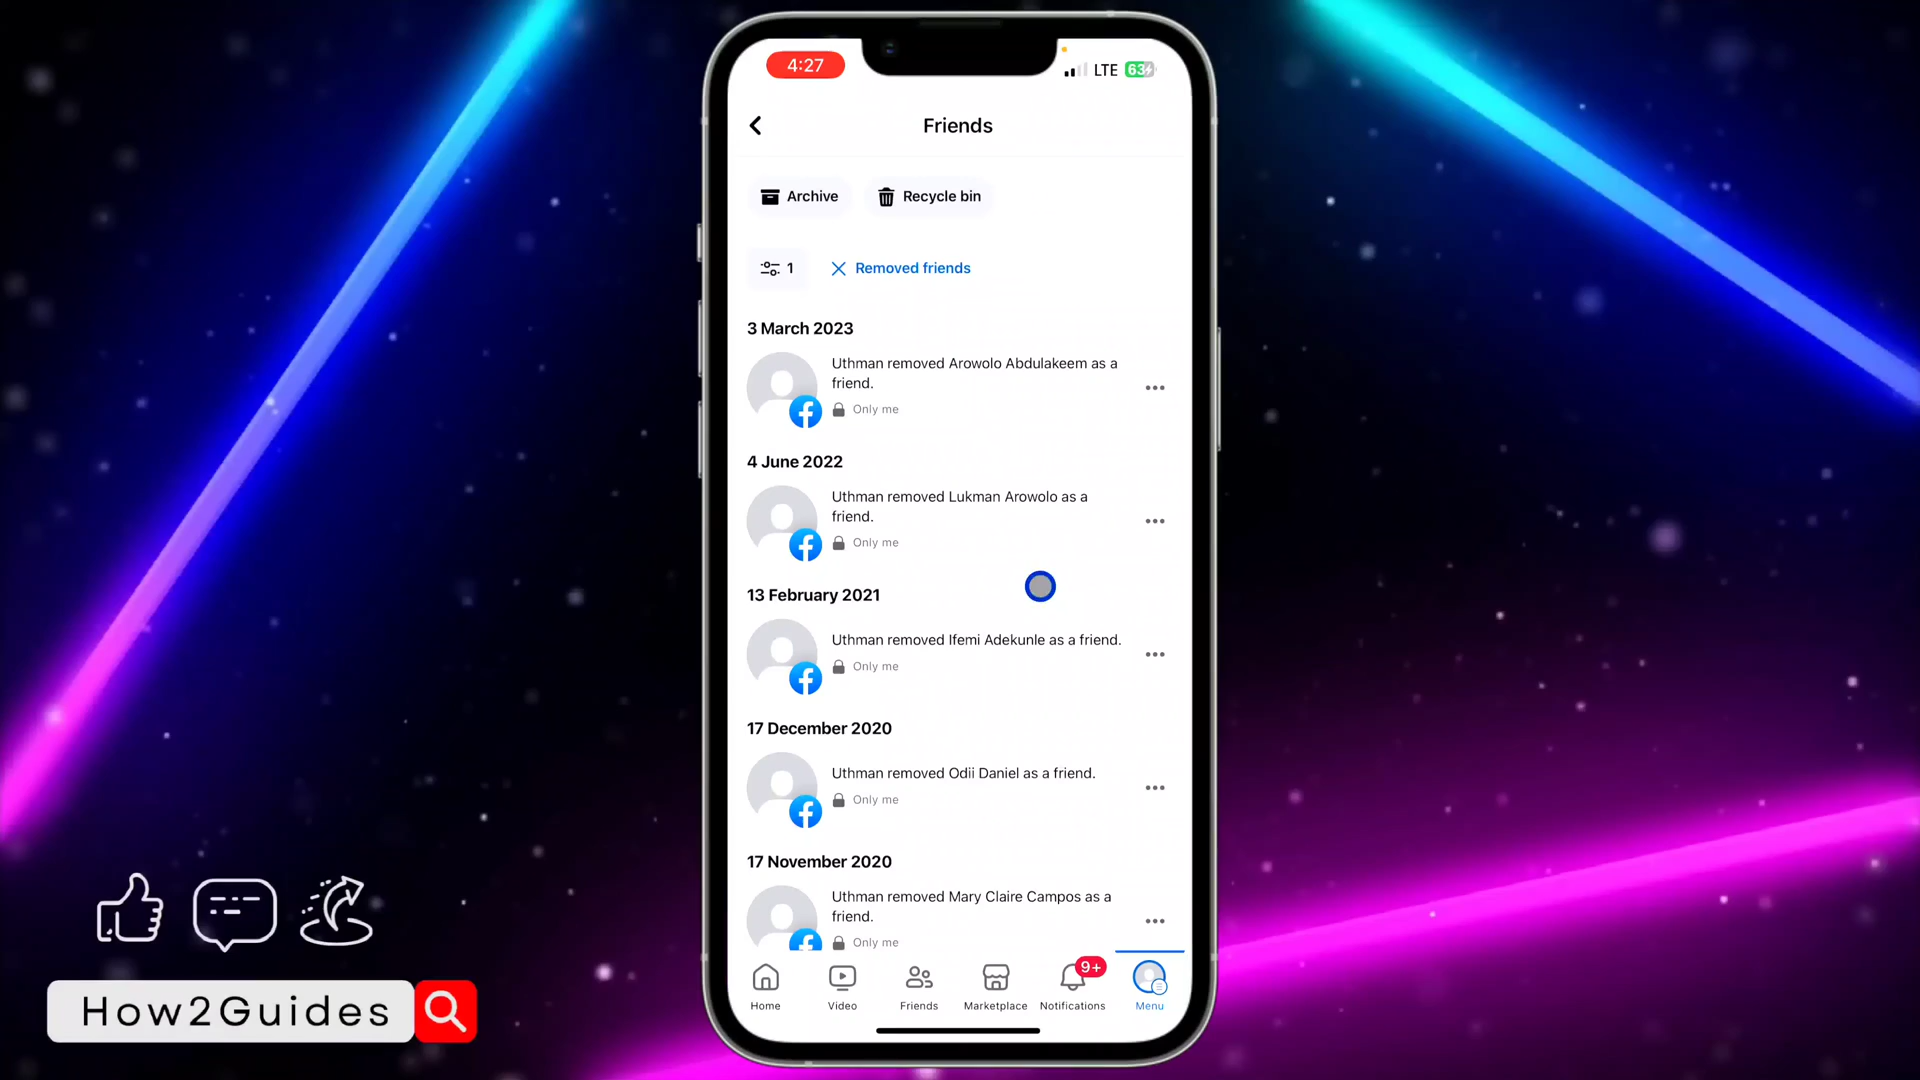 4:27
LTE 63
Friends
Archive
Recycle bin
1
Removed friends
3 March 2023
Uthman removed Arowolo Abdulakeem as a
friend.
Only me
4 June 2022
Uthman removed Lukman Arowolo as a
friend.
Only me
13 February 2021
Uthman removed Ifemi Adekunle as a friend.
Only me
17 December 2020
Uthman removed Odii Daniel as a friend.
Only me
17 November 2020
Uthman removed Mary Claire Campos as a
friend.
Only me
9+
Home
Video
Friends
Marketplace
Notifications
Menu
How2Guides